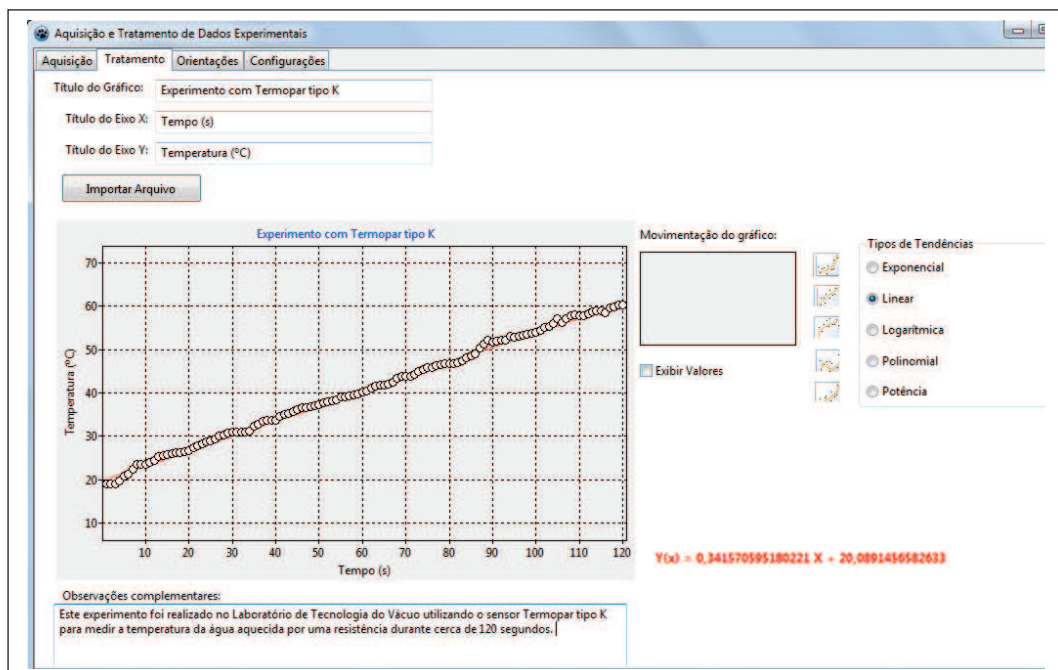 Aquisição e Tratamento de Dados Experimentais
Aquisição Tratamento Orientações Configurações
Título do Gráfico: Experimento com Termopar tipo K
Título do Eixo X: Tempo (s)
Título do Eixo Y: Temperatura (ºC)
Importar Arquivo
Experimento com Termopar tipo K
70
60
50
40
30
20
10
Temperatura (ºC)
10 20 30 40 50 60 70 80 90 100 110 120
Tempo (s)
Movimentação do gráfico:
Exibir Valores
Tipos de Tendências
Exponencial
Linear
Logarítmica
Polinomial
Potência
Y(x) = 0,341570595180221 X + 20,0891456582633
Observações complementares:
Este experimento foi realizado no Laboratório de Tecnologia do Vácuo utilizando o sensor Termopar tipo K
para medir a temperatura da água aquecida por uma resistência durante cerca de 120 segundos.